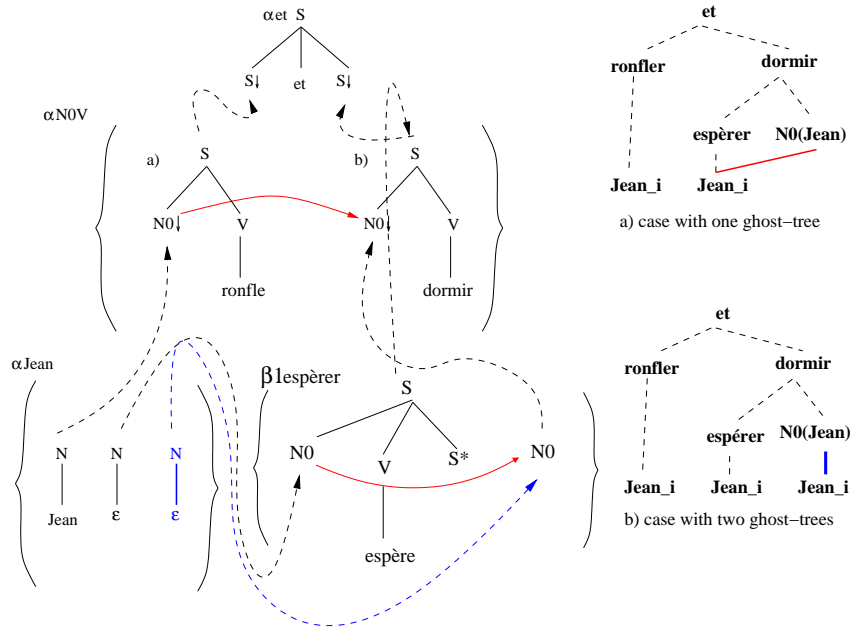 αet S
S↓ et S↓
αN0V
a) S b) S
N0↓ V N0↓ V
ronfle dormir
αJean
N N N
Jean ε ε
β1espèrer
S
N0 V S* N0
espère
et
ronfler dormir
espèrer N0(Jean)
Jean_i Jean_i
a) case with one ghost−tree
et
ronfler dormir
espérer N0(Jean)
Jean_i Jean_i Jean_i
b) case with two ghost−trees